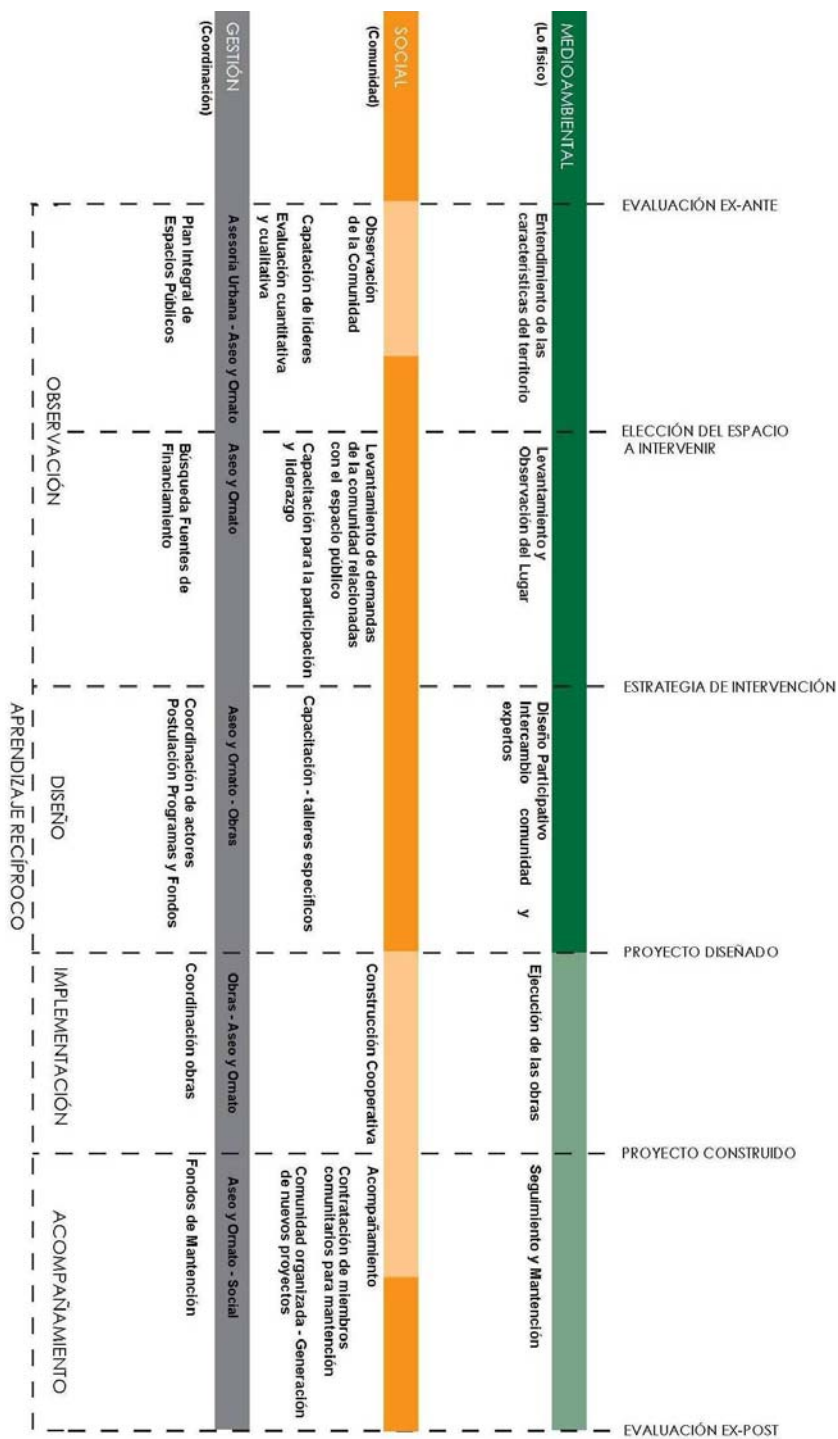 EVALUACIÓN EX-ANTE
ELECCIÓN DEL ESPACIO
A INTERVENIR
ESTRATEGIA DE INTERVENCIÓN
PROYECTO DISEÑADO
PROYECTO CONSTRUIDO
EVALUACIÓN EX-POST
MEDIOAMBIENTAL
(Lo físico)
Entendimiento de las
características del territorio
Levantamiento y
Observación del Lugar
Diseño Participativo
Intercambio comunidad y
expertos
Ejecución de las obras
Seguimiento y Mantención
SOCIAL
(Comunidad)
Observación
de la Comunidad
Capatación de líderes
Evaluación cuantitativa
y cualitativa
Levantamiento de demandas
de la comunidad relacionadas
con el espacio público
Capacitación para la participación
y liderazgo
Capacitación - talleres específicos
Construcción Cooperativa
Acompañamiento
Contratación de miembros
comunitarios para mantención
Comunidad organizada - Generación
de nuevos proyectos
GESTIÓN
(Coordinación)
Asesoría Urbana - Aseo y Ornato
Aseo y Ornato
Aseo y Ornato - Obras
Obras - Aseo y Ornato
Aseo y Ornato - Social
Plan Integral de
Espacios Públicos
Búsqueda Fuentes de
Financiamiento
Coordinación de actores
Postulación Programas y Fondos
Coordinación obras
Fondos de Mantención
OBSERVACIÓN
DISEÑO
IMPLEMENTACIÓN
ACOMPAÑAMIENTO
APRENDIZAJE RECÍPROCO